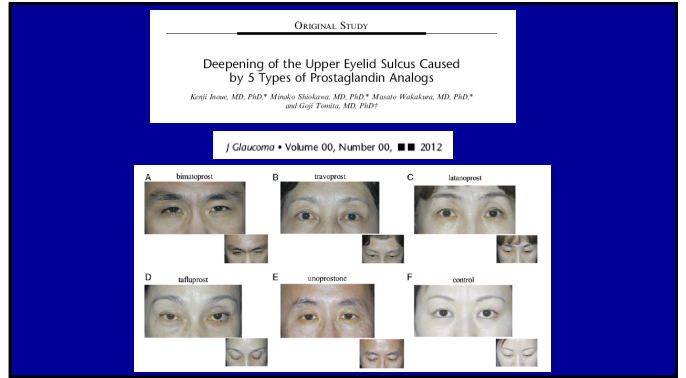 ORIGINAL STUDY
Deepening of the Upper Eyelid Sulcus Caused
by 5 Types of Prostaglandin Analogs
Kenji Inoue, MD, PhD,* Minako Shiokawa, MD, PhD,* Masato Wakakura, MD, PhD,*
and Goji Tomita, MD, PhD†
J Glaucoma • Volume 00, Number 00, ■■ 2012
A bimatoprost B travoprost C latanoprost
D tafluprost E unoprostone F control